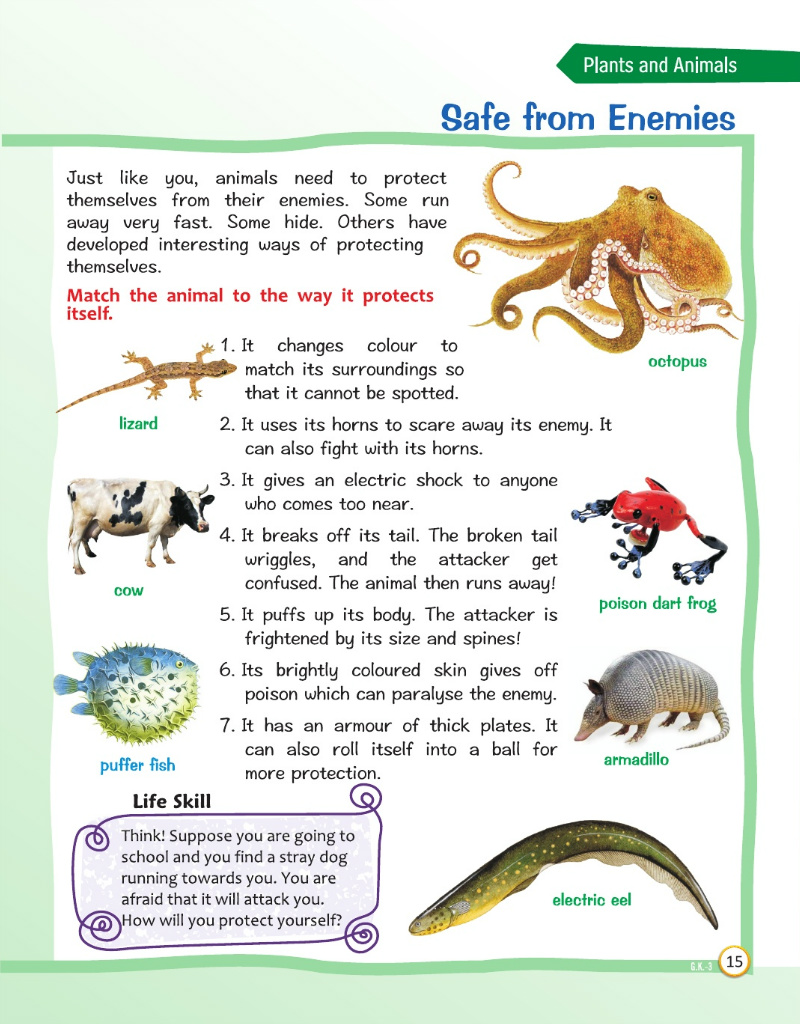 Plants and Animals
Safe from Enemies
Just like you, animals need to protect
themselves from their enemies. Some run
away very fast. Some hide. Others have
developed interesting ways of protecting
themselves.
Match the animal to the way it protects
itself.
octopus
lizard
1. It changes colour to
match its surroundings so
that it cannot be spotted.
2. It uses its horns to scare away its enemy. It
can also fight with its horns.
cow
3. It gives an electric shock to anyone
who comes too near.
4. It breaks off its tail. The broken tail
wriggles, and the attacker get
confused. The animal then runs away!
poison dart frog
5. It puffs up its body. The attacker is
frightened by its size and spines!
puffer fish
6. Its brightly coloured skin gives off
poison which can paralyse the enemy.
7. It has an armour of thick plates. It
can also roll itself into a ball for
more protection.
armadillo
Life Skill
Think! Suppose you are going to
school and you find a stray dog
running towards you. You are
afraid that it will attack you.
How will you protect yourself?
electric eel
G.K.-3
15